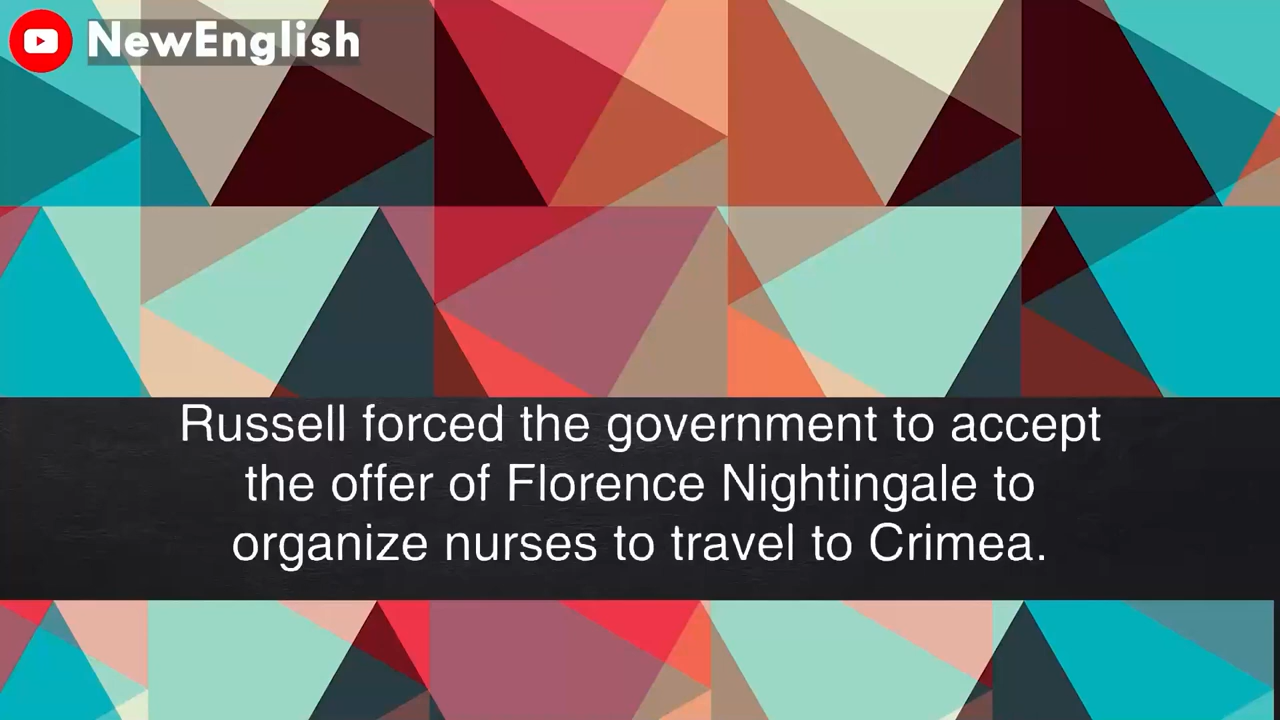 NewEnglish
Russell forced the government to accept
the offer of Florence Nightingale to
organize nurses to travel to Crimea.